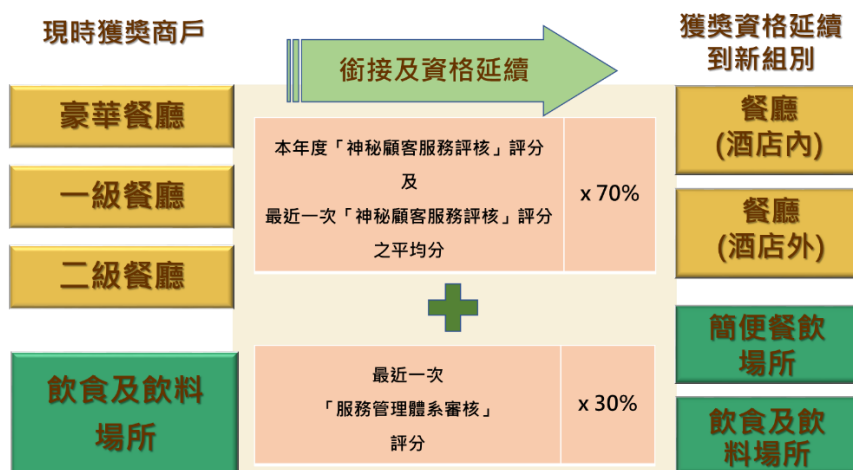 現時獲獎商戶
豪華餐廳
一級餐廳
二級餐廳
飲食及飲料
場所
銜接及資格延續
本年度「神秘顧客服務評核」評分
及
最近一次「神秘顧客服務評核」評分
之平均分
x 70%
最近一次
「服務管理體系審核」
評分
x 30%
獲獎資格延續
到新組別
餐廳
(酒店內)
餐廳
(酒店外)
簡便餐飲
場所
飲食及飲
料場所